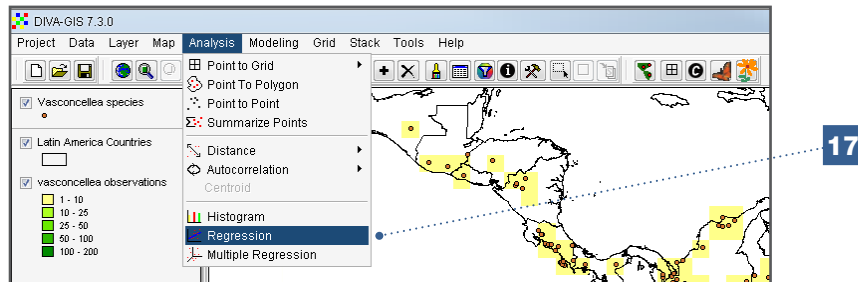 DIVA-GIS 7.3.0
Project Data Layer Map Analysis Modeling Grid Stack Tools Help
Point to Grid
Point To Polygon
Point to Point
Summarize Points
Distance
Autocorrelation
Centroid
Histogram
Regression
Multiple Regression
Vasconcellea species
Latin America Countries
vasconcellea observations
1 - 10
10 - 25
25 - 50
50 - 100
100 - 200
17